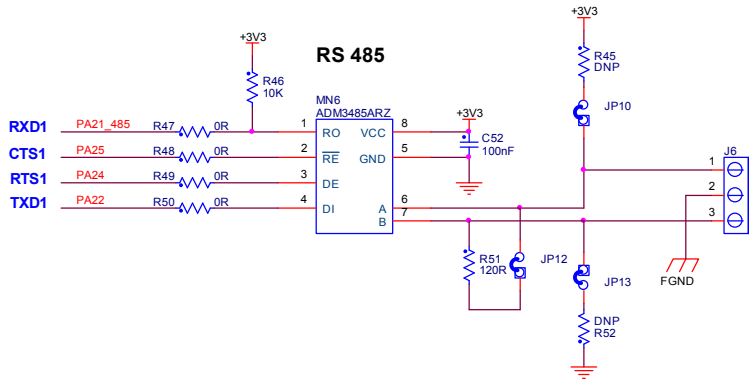 +3V3
+3V3
RS 485
R45
DNP
R46
10K
JP10
MN6
ADM3485ARZ
+3V3
RXD1 PA21_485 R47 0R 1 RO VCC 8
C52
100nF
J6
CTS1 PA25 R48 0R 2 RE GND 5
1
RTS1 PA24 R49 0R 3 DE
2
TXD1 PA22 R50 0R 4 DI A 6
B 7
3
R51
120R
JP12
JP13
FGND
DNP
R52